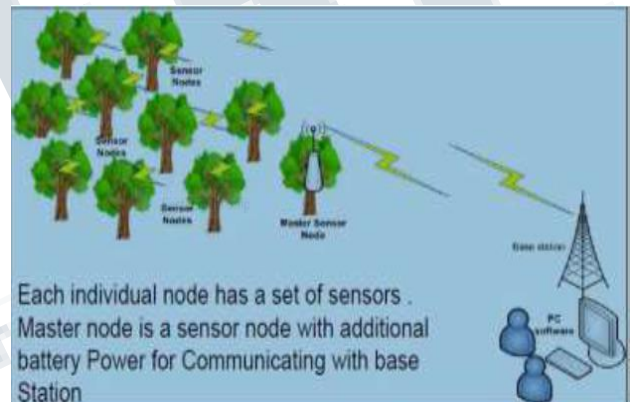 Sensor
Nodes
Sensor
Nodes
Sensor
Nodes
Master Sensor
Node
Base station
PC
software
Each individual node has a set of sensors .
Master node is a sensor node with additional
battery Power for Communicating with base
Station